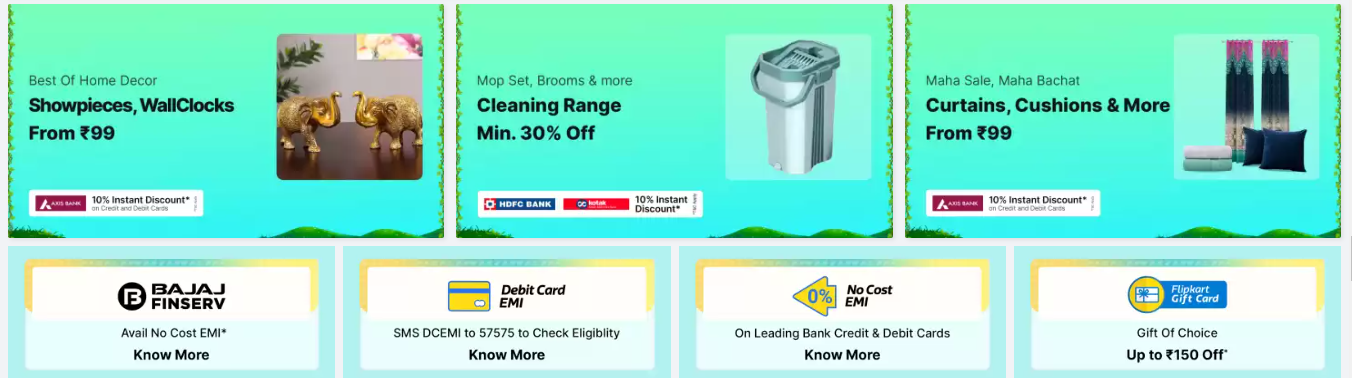 Best Of Home Decor
Showpieces, WallClocks
From ₹99
AXIS BANK
10% Instant Discount*
on Credit and Debit Cards
Mop Set, Brooms & more
Cleaning Range
Min. 30% Off
HDFC BANK
kotak
10% Instant
Discount*
Maha Sale, Maha Bachat
Curtains, Cushions & More
From ₹99
AXIS BANK
10% Instant Discount*
on Credit and Debit Cards
BAJAJ
FINSERV
Avail No Cost EMI*
Know More
Debit Card
EMI
SMS DCEMI to 57575 to Check Eligiblity
Know More
0%
No Cost
EMI
On Leading Bank Credit & Debit Cards
Know More
Flipkart
Gift Card
Gift Of Choice
Up to ₹150 Off*